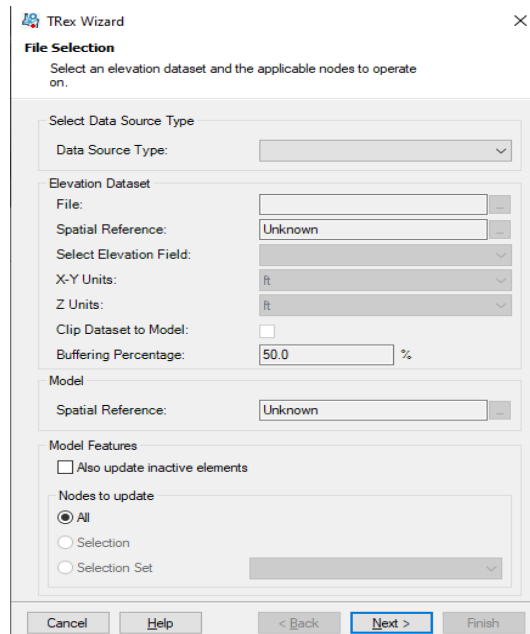 TRex Wizard
File Selection
Select an elevation dataset and the applicable nodes to operate
on.
Select Data Source Type
Data Source Type:
Elevation Dataset
File: ...
Spatial Reference: Unknown ...
Select Elevation Field:
X-Y Units: ft
Z Units: ft
Clip Dataset to Model:
Buffering Percentage: 50.0 %
Model
Spatial Reference: Unknown ...
Model Features
Also update inactive elements
Nodes to update
All
Selection
Selection Set
Cancel Help < Back Next > Finish